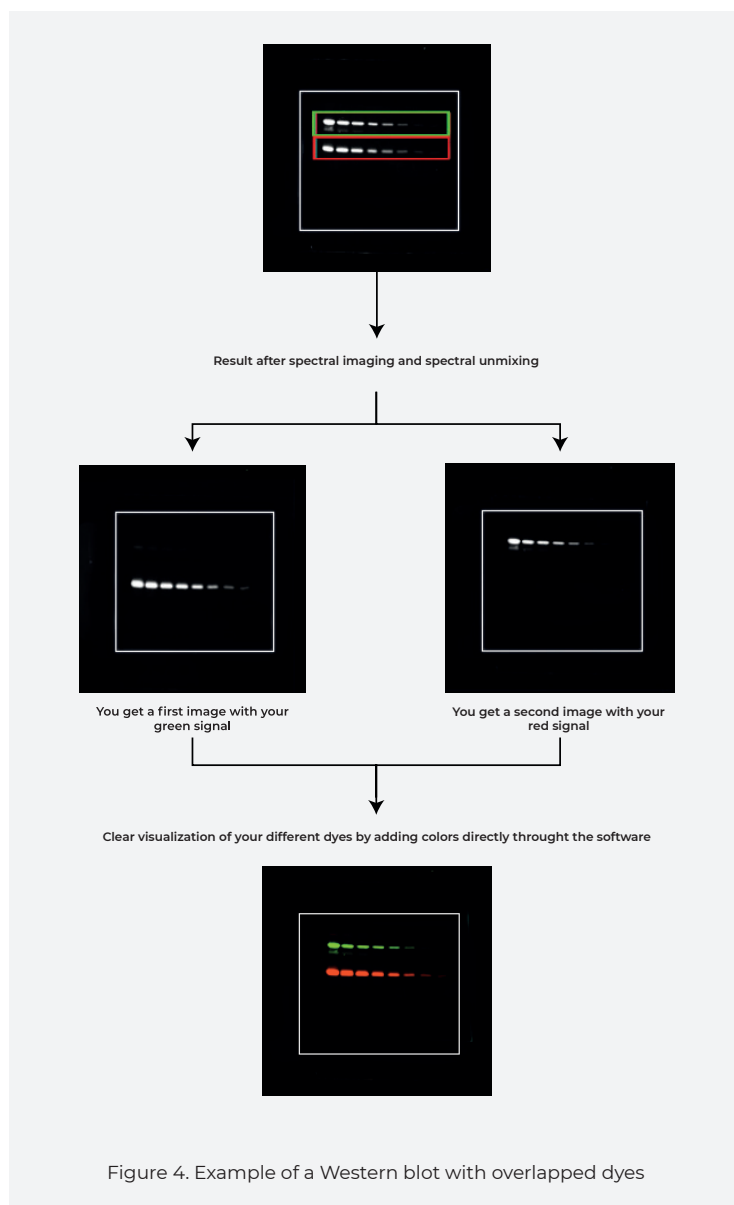 Result after spectral imaging and spectral unmixing
You get a first image with your
green signal
You get a second image with your
red signal
Clear visualization of your different dyes by adding colors directly throught the software
Figure 4. Example of a Western blot with overlapped dyes